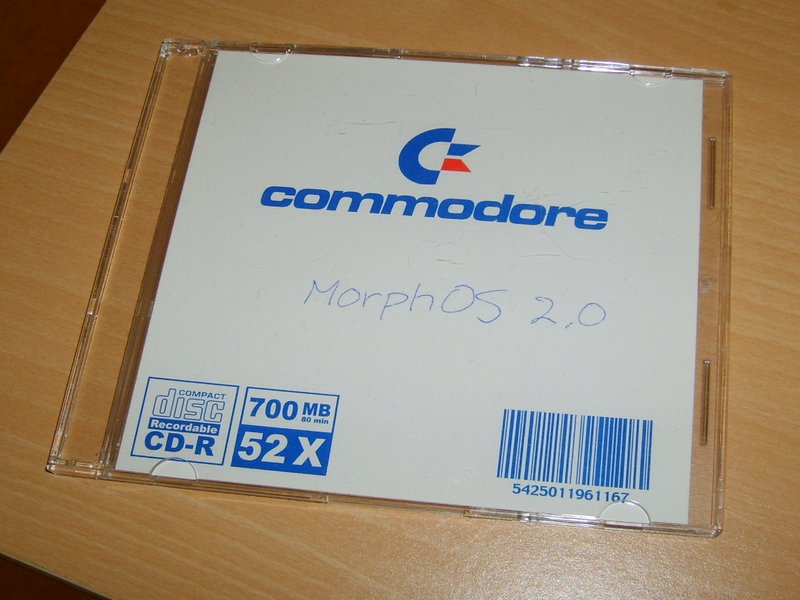 commodore
MorphOS 2.0
COMPACT
disc
Recordable
CD-R
700 MB
80 min
52 X
5425011961167